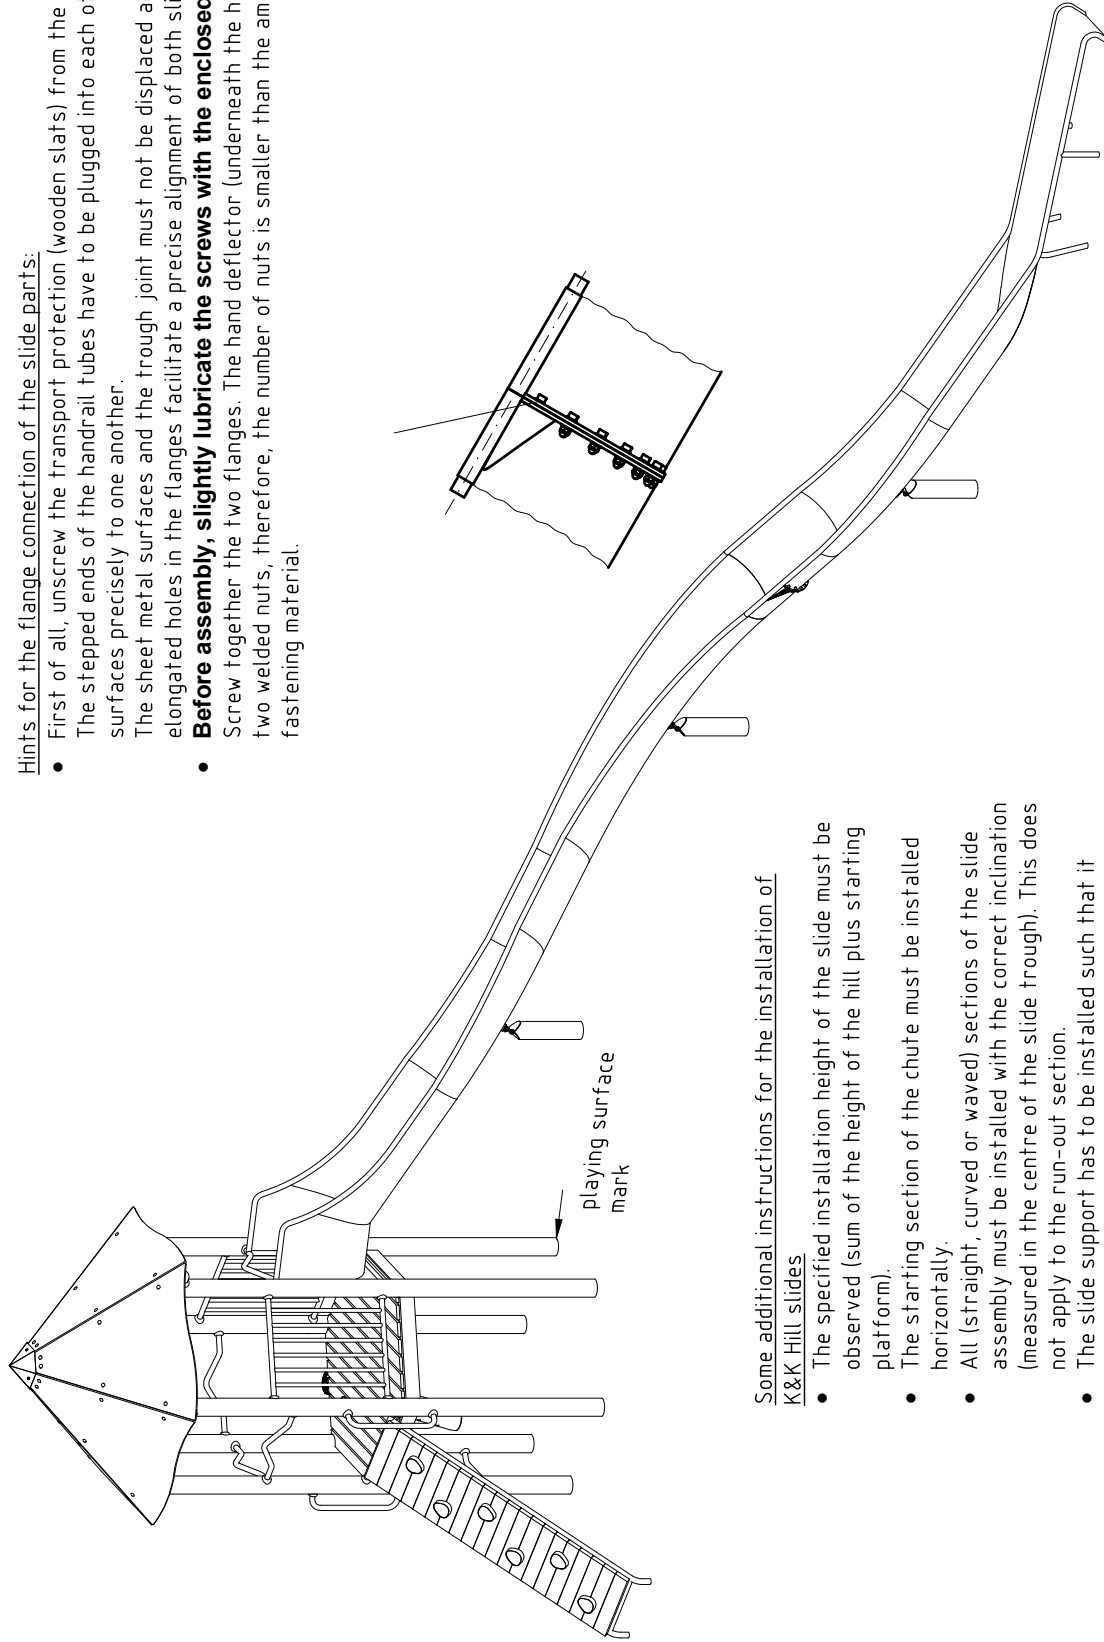 Hints for the flange connection of the slide parts:
• First of all, unscrew the transport protection (wooden slats) from the
The stepped ends of the handrail tubes have to be plugged into each
surfaces precisely to one another.
The sheet metal surfaces and the trough joint must not be displaced
elongated holes in the flanges facilitate a precise alignment of both
• Before assembly, slightly lubricate the screws with the enclosed
Screw together the two flanges. The hand deflector (underneath the
two welded nuts, therefore, the number of nuts is smaller than the
fastening material.
playing surface
mark
Some additional instructions for the installation of
K&K Hill slides
• The specified installation height of the slide must be
observed (sum of the height of the hill plus starting
platform).
• The starting section of the chute must be installed
horizontally.
• All (straight, curved or waved) sections of the slide
assembly must be installed with the correct inclination
(measured in the centre of the slide trough). This does
not apply to the run-out section.
• The slide support has to be installed such that it